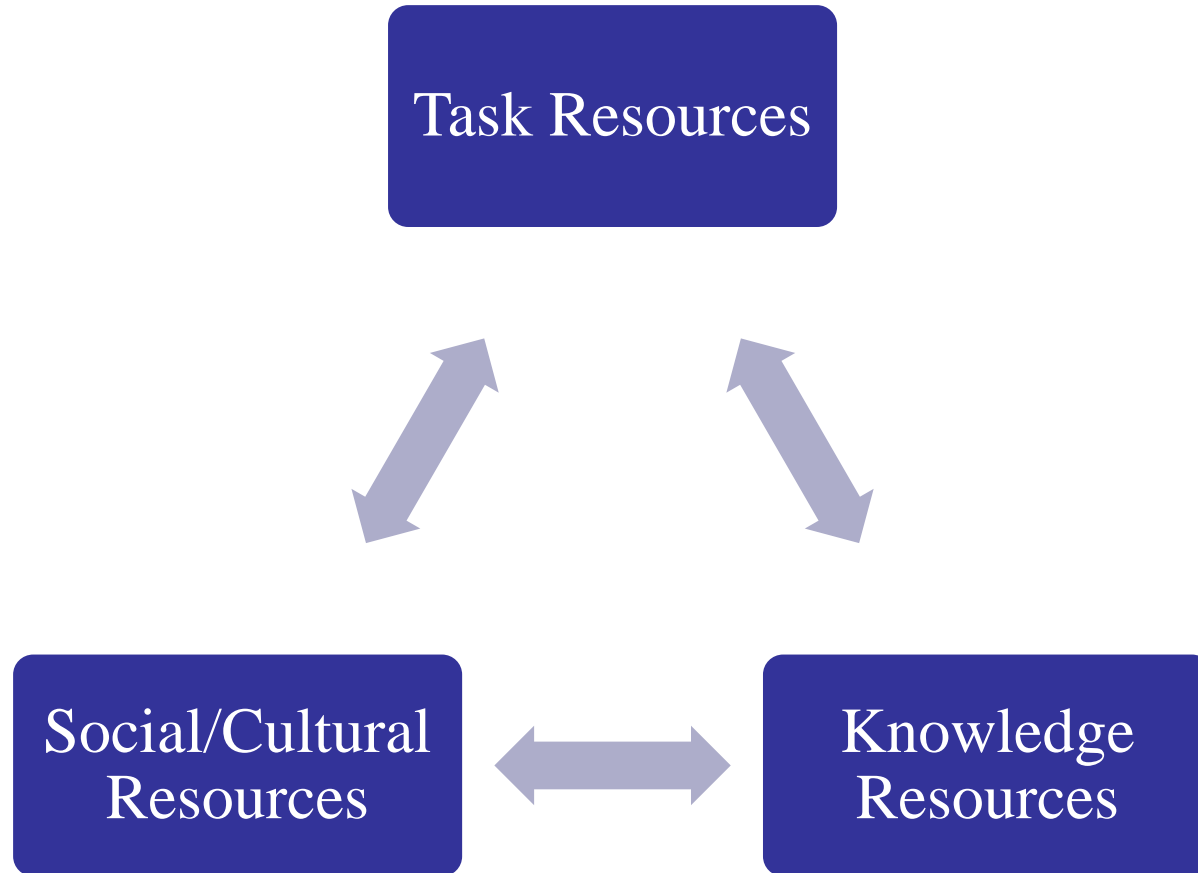 Task Resources
Social/Cultural
Resources
Knowledge
Resources